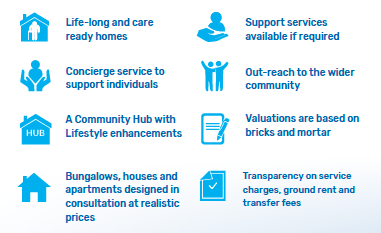 Life-long and care
ready homes
Support services
available if required
Concierge service to
support individuals
Out-reach to the wider
community
HUB
A Community Hub with
Lifestyle enhancements
Valuations are based on
bricks and mortar
Bungalows, houses and
apartments designed in
consultation at realistic
prices
Transparency on service
charges, ground rent and
transfer fees